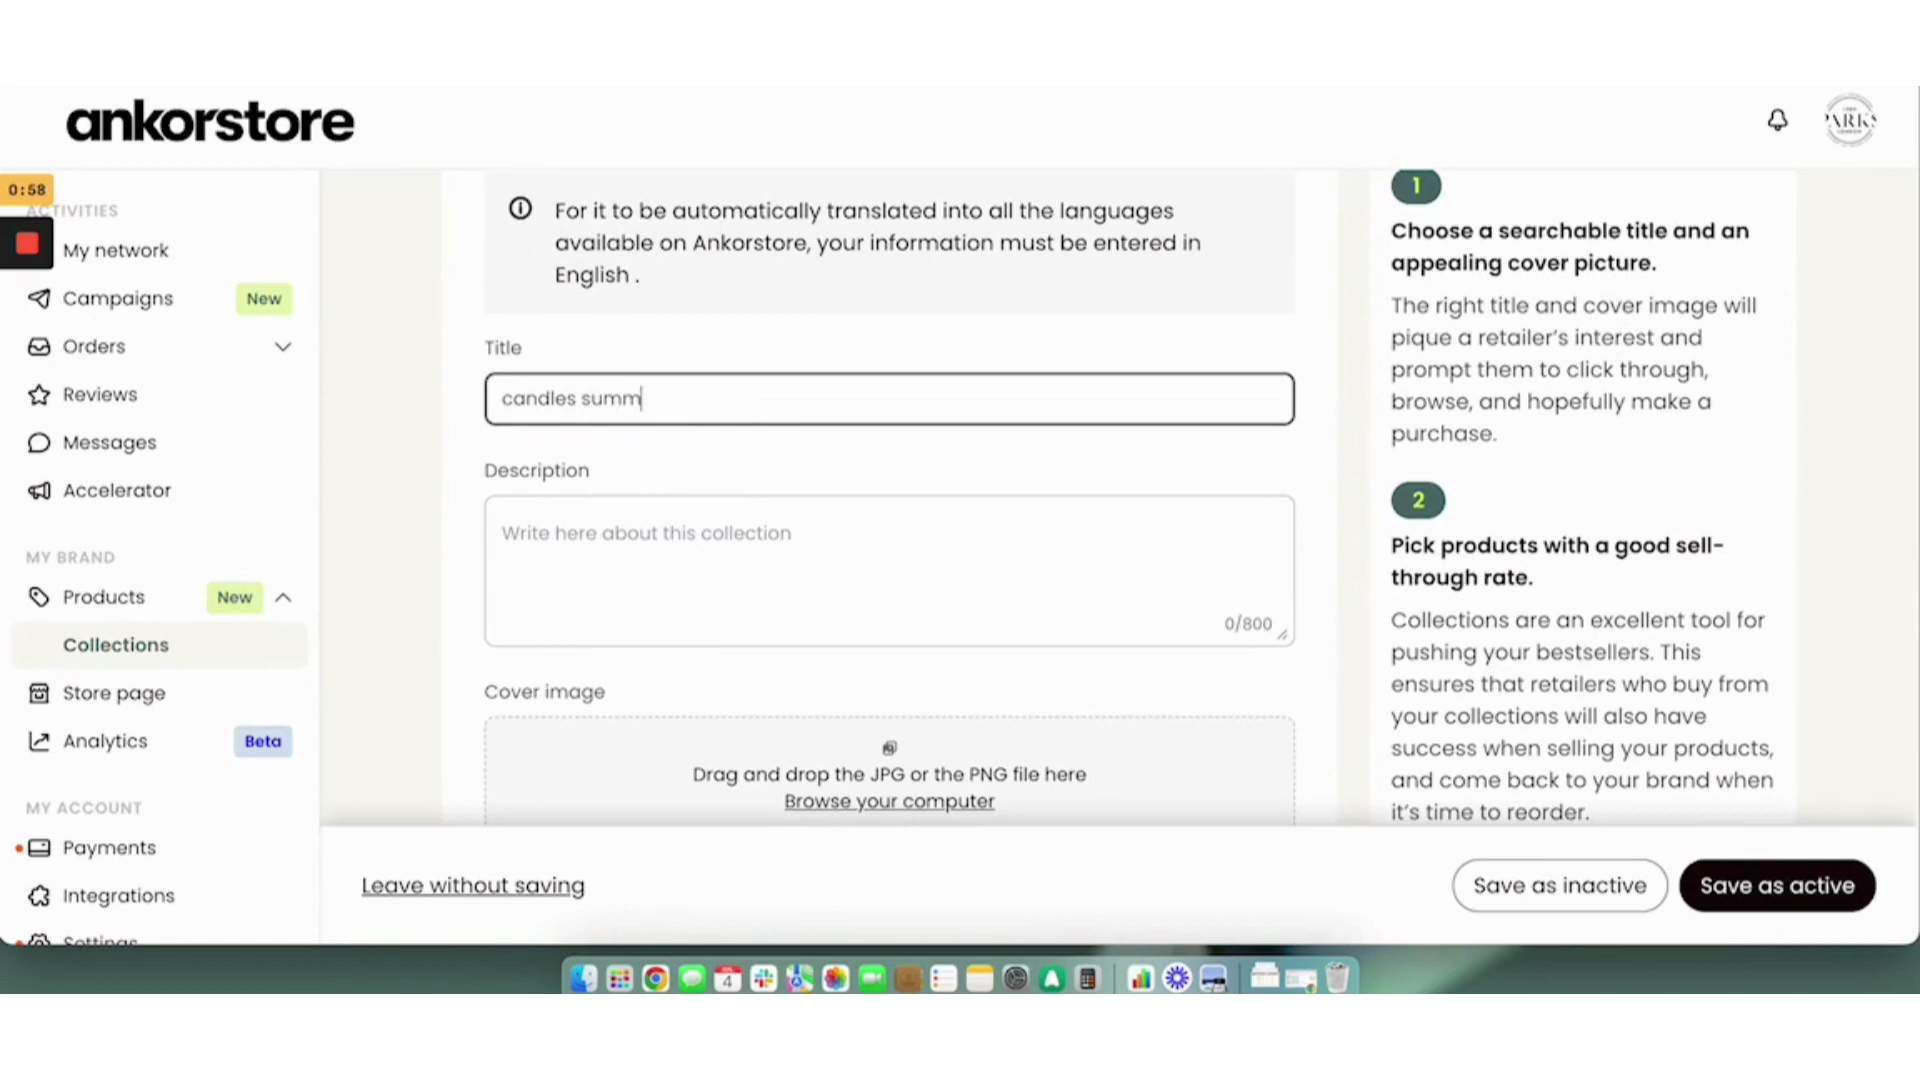 ankorstore
0:58
ACTIVITIES
My network
Campaigns New
Orders
Reviews
Messages
Accelerator
MY BRAND
Products New
Collections
Store page
Analytics Beta
MY ACCOUNT
Payments
Integrations
Settings
For it to be automatically translated into all the languages
available on Ankorstore, your information must be entered in
English .
Title
candles summ
Description
Write here about this collection
0/800
Cover image
Drag and drop the JPG or the PNG file here
Browse your computer
1
Choose a searchable title and an
appealing cover picture.
The right title and cover image will
pique a retailer's interest and
prompt them to click through,
browse, and hopefully make a
purchase.
2
Pick products with a good sell-
through rate.
Collections are an excellent tool for
pushing your bestsellers. This
ensures that retailers who buy from
your collections will also have
success when selling your products,
and come back to your brand when
it's time to reorder.
Leave without saving
Save as inactive
Save as active
4